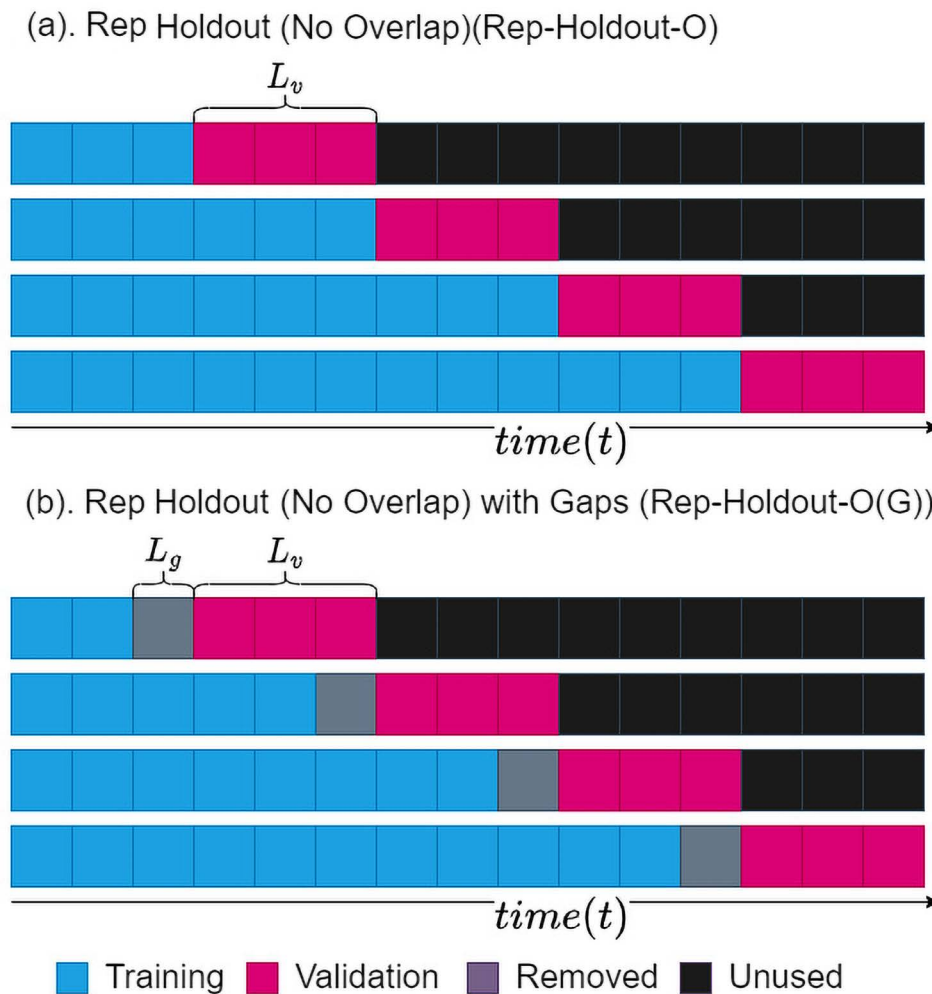 (a). Rep Holdout (No Overlap)(Rep-Holdout-O)
L_v
time(t)
(b). Rep Holdout (No Overlap) with Gaps (Rep-Holdout-O(G))
L_g L_v
time(t)
Training Validation Removed Unused